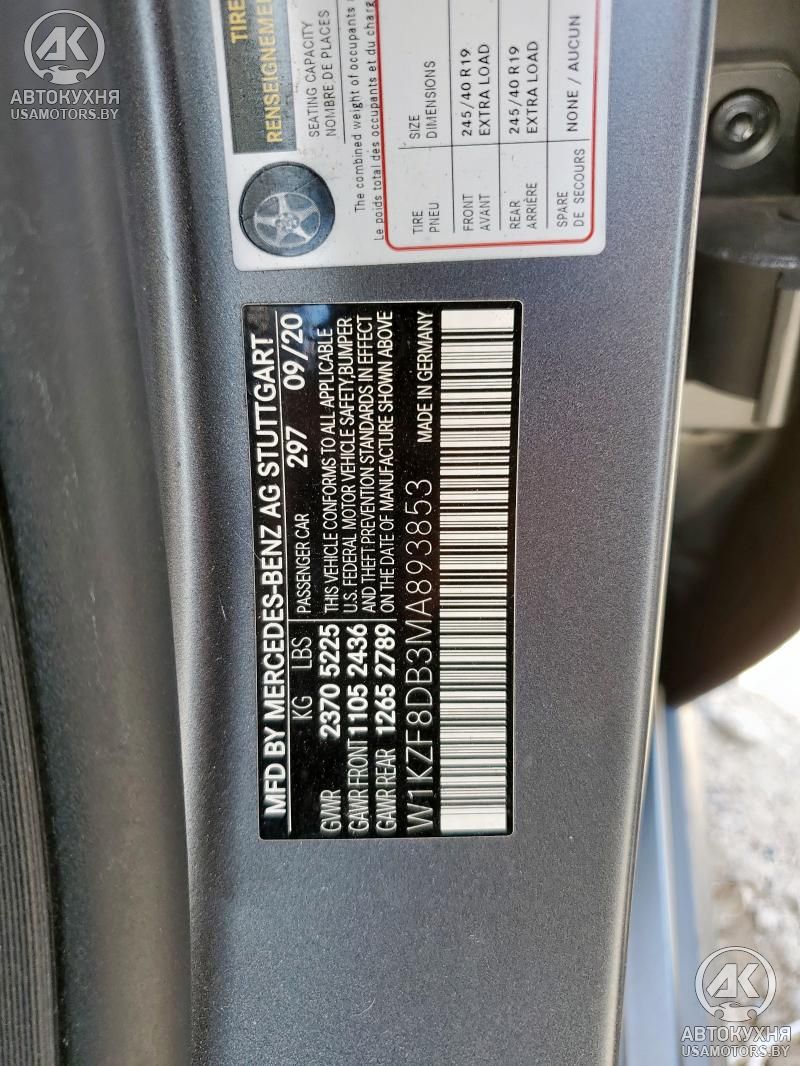 АК
АВТОКУХНЯ
USAMOTORS.BY
TIRE
RENSEIGNEMENT
SEATING CAPACITY
NOMBRE DE PLACES
The combined weight of occupants
Le poids total des occupants et du charg
TIRE SIZE
PNEU DIMENSIONS
FRONT 245/40 R19
AVANT EXTRA LOAD
REAR 245/40 R19
ARRIÈRE EXTRA LOAD
SPARE NONE / AUCUN
DE SECOURS
MFD BY MERCEDES-BENZ AG STUTTGART
KG LBS PASSENGER CAR 297 09/20
GVWR 2370 5225 THIS VEHICLE CONFORMS TO ALL APPLICABLE
GAWR FRONT 1105 2436 U.S. FEDERAL MOTOR VEHICLE SAFETY,BUMPER
GAWR REAR 1265 2789 AND THEFT PREVENTION STANDARDS IN EFFECT
ON THE DATE OF MANUFACTURE SHOWN ABOVE
W1KZF8DB3MA893853 MADE IN GERMANY
АК
АВТОКУХНЯ
USAMOTORS.BY